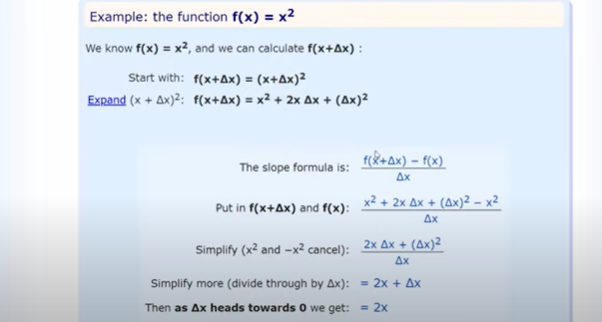 Example: the function f(x) = x²
We know f(x) = x², and we can calculate f(x+Δx) :
Start with: f(x+Δx) = (x+Δx)²
Expand (x + Δx)²: f(x+Δx) = x² + 2x Δx + (Δx)²
The slope formula is: f(x+Δx) − f(x)
Δx
Put in f(x+Δx) and f(x): x² + 2x Δx + (Δx)² − x²
Δx
Simplify (x² and −x² cancel): 2x Δx + (Δx)²
Δx
Simplify more (divide through by Δx): = 2x + Δx
Then as Δx heads towards 0 we get: = 2x